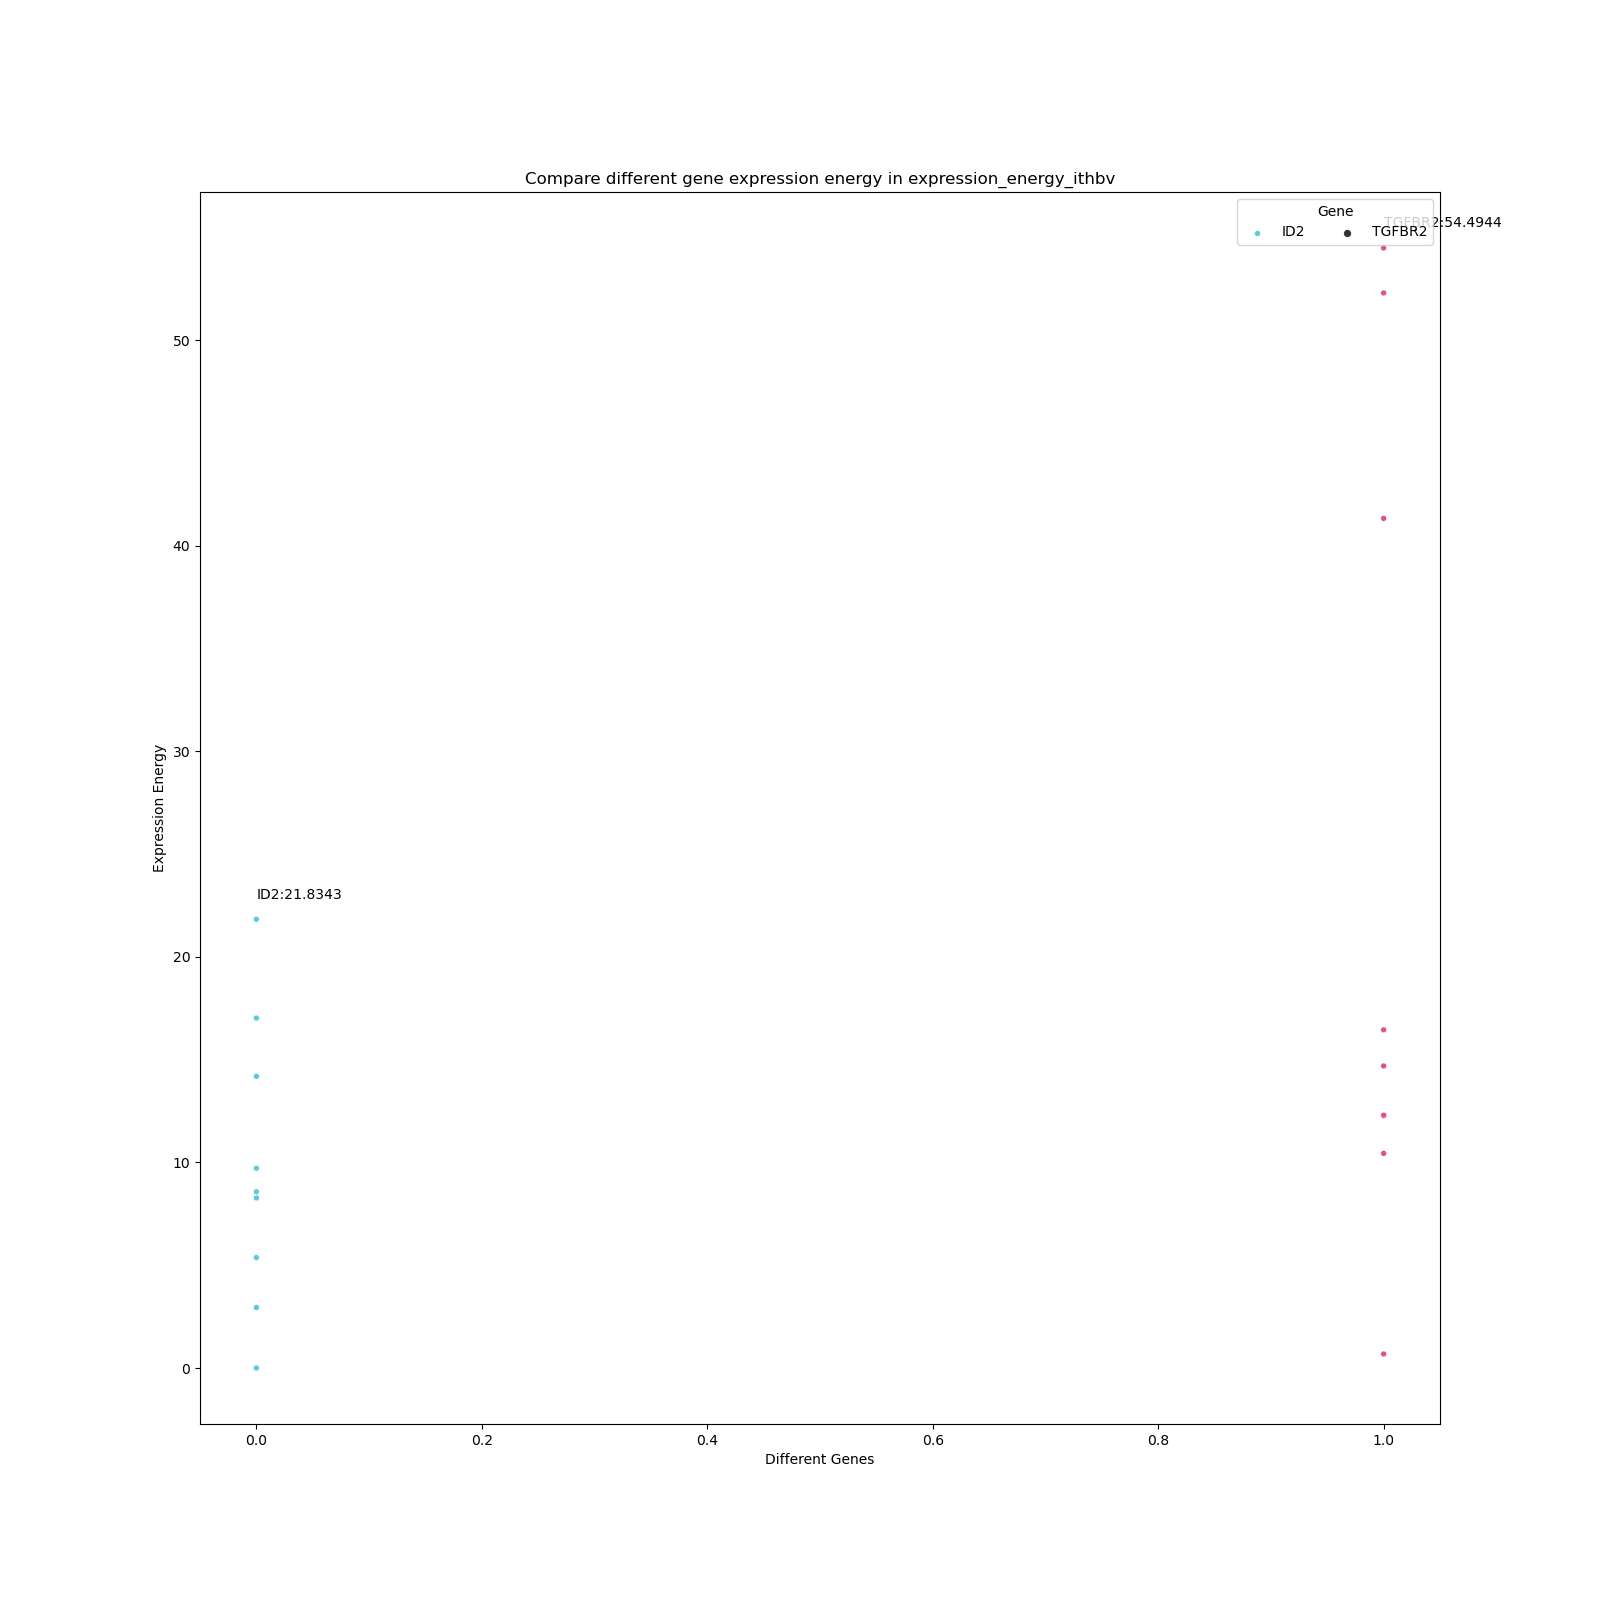 Compare different gene expression energy in expression_energy_ithbv
Gene
TGFBR2:54.4944
ID2 TGFBR2
50
40
30
20
10
0
Expression Energy
ID2:21.8343
0.0 0.2 0.4 0.6 0.8 1.0
Different Genes